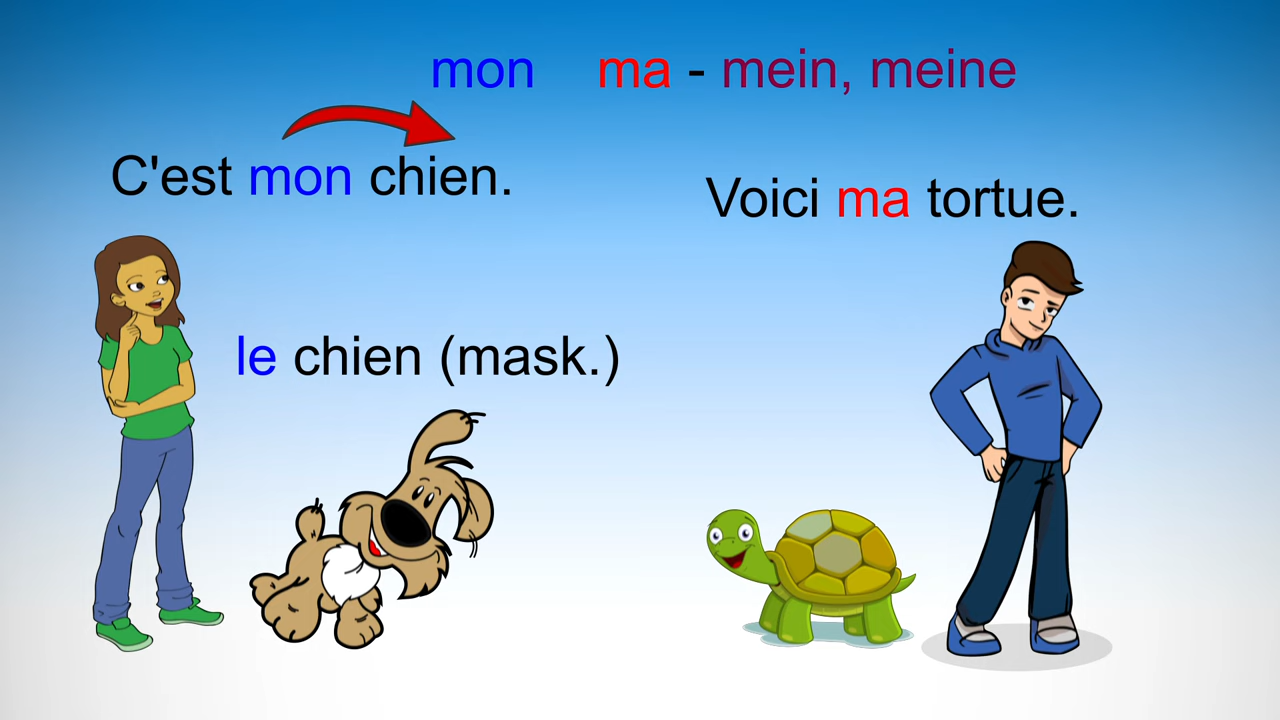 mon ma - mein, meine
C'est mon chien.
Voici ma tortue.
le chien (mask.)